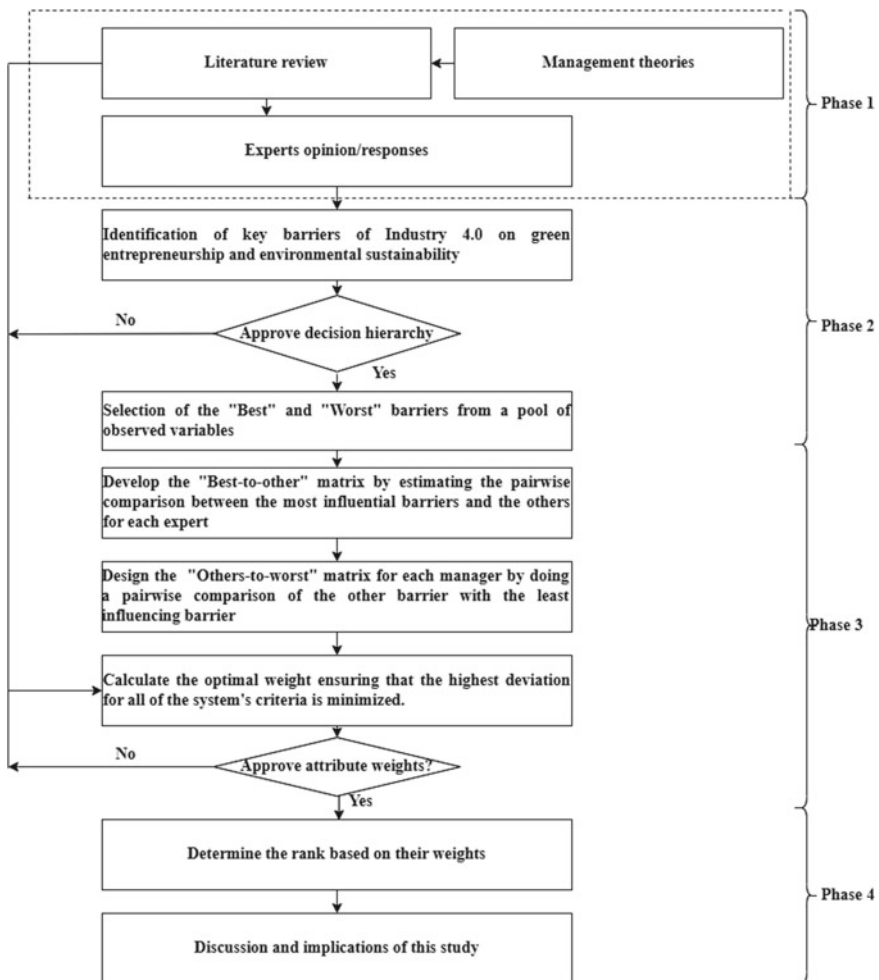 Literature review
Management theories
Phase 1
Experts opinion/responses
Identification of key barriers of Industry 4.0 on green
entrepreneurship and environmental sustainability
No
Approve decision hierarchy
Phase 2
Yes
Selection of the "Best" and "Worst" barriers from a pool of
observed variables
Develop the "Best-to-other" matrix by estimating the pairwise
comparison between the most influential barriers and the others
for each expert
Design the "Others-to-worst" matrix for each manager by doing
a pairwise comparison of the other barrier with the least
influencing barrier
Phase 3
Calculate the optimal weight ensuring that the highest deviation
for all of the system's criteria is minimized.
No
Approve attribute weights?
Yes
Determine the rank based on their weights
Phase 4
Discussion and implications of this study